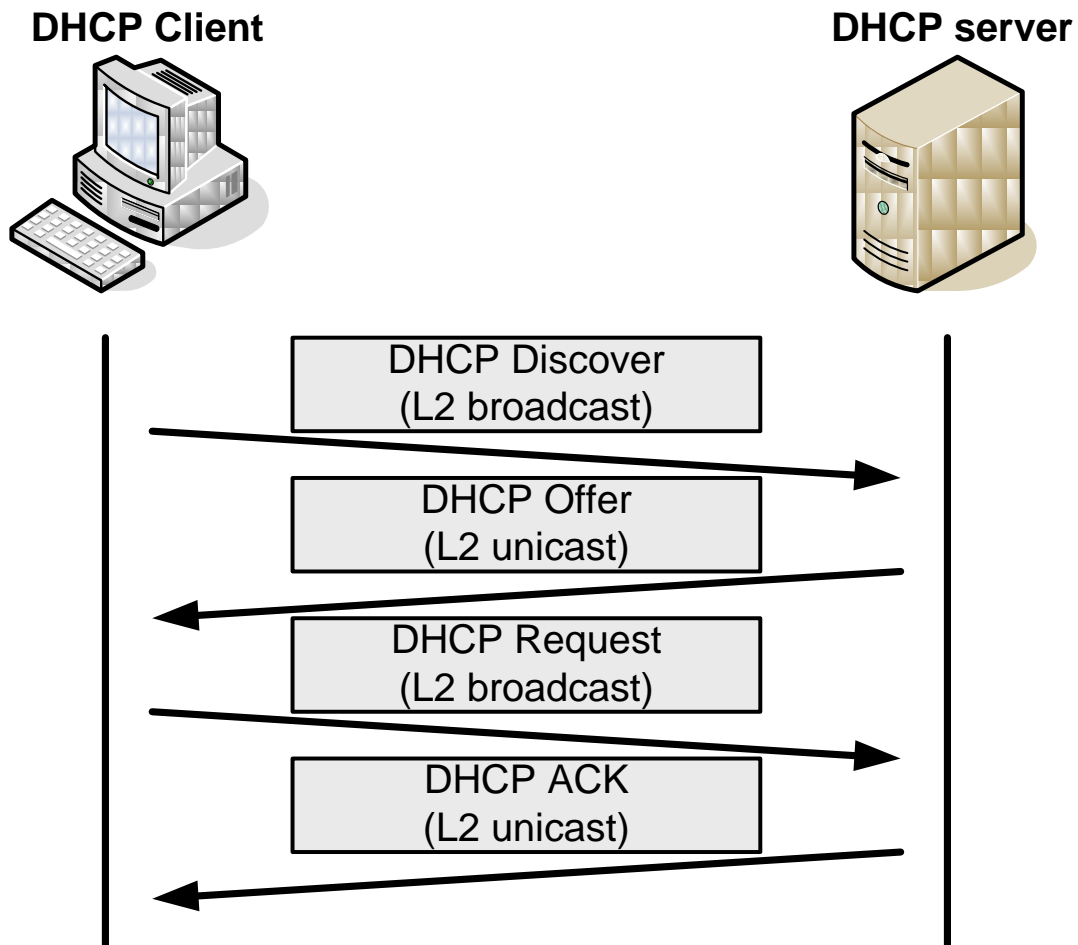 DHCP Client
DHCP server
DHCP Discover
(L2 broadcast)
DHCP Offer
(L2 unicast)
DHCP Request
(L2 broadcast)
DHCP ACK
(L2 unicast)